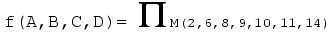 f(A,B,C,D)= ∏ M(2,6,8,9,10,11,14)